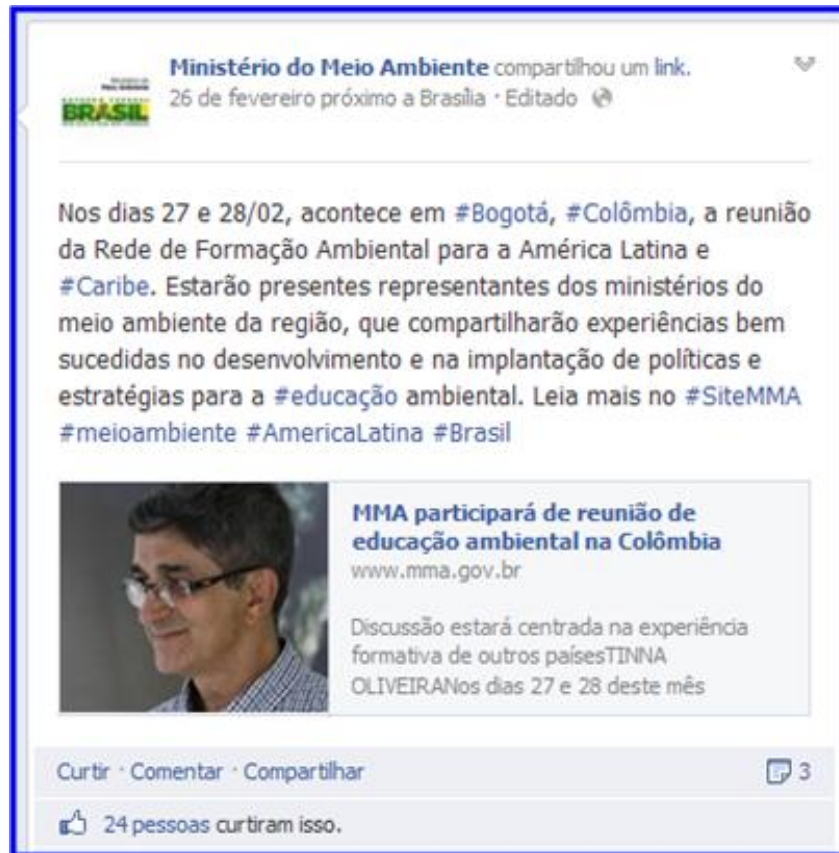 Ministério do Meio Ambiente compartilhou um link.
26 de fevereiro próximo a Brasília · Editado
BRASIL
Nos dias 27 e 28/02, acontece em #Bogotá, #Colômbia, a reunião
da Rede de Formação Ambiental para a América Latina e
#Caribe. Estarão presentes representantes dos ministérios do
meio ambiente da região, que compartilharão experiências bem
sucedidas no desenvolvimento e na implantação de políticas e
estratégias para a #educação ambiental. Leia mais no #SiteMMA
#meioambiente #AmericaLatina #Brasil
MMA participará de reunião de
educação ambiental na Colômbia
www.mma.gov.br
Discussão estará centrada na experiência
formativa de outros paísesTINNA
OLIVEIRANos dias 27 e 28 deste mês
Curtir · Comentar · Compartilhar 3
24 pessoas curtiram isso.